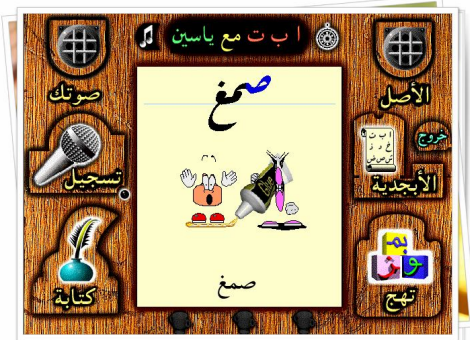 ا ب ت مع ياسين
صوتك
صمغ
الأصل
خروج
ا ب ت
تسجيل
الأبجدية
كتابة
صمغ
تهج